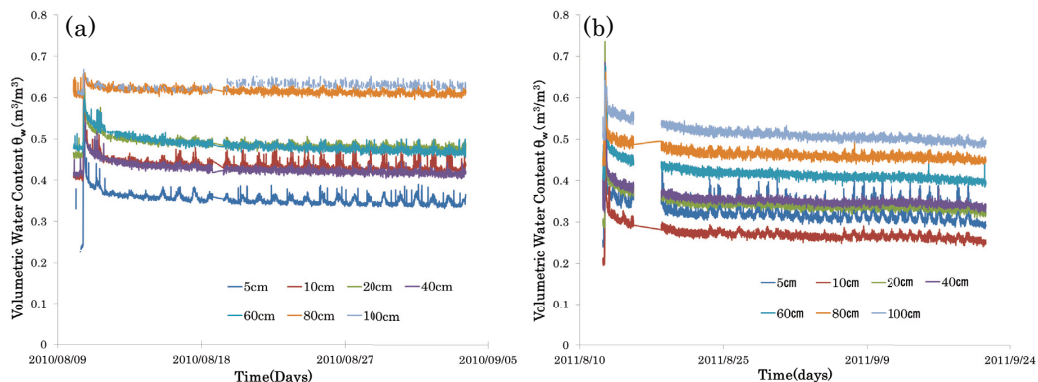 (a)
Volumetric Water Content θw (m³/m³)
0.8
0.7
0.6
0.5
0.4
0.3
0.2
0.1
0
5cm 10cm 20cm 40cm
60cm 80cm 100cm
2010/08/09 2010/08/18 2010/08/27 2010/09/05
Time(Days)
(b)
Volumetric Water Content θw (m³/m³)
0.8
0.7
0.6
0.5
0.4
0.3
0.2
0.1
0
5㎝ 10㎝ 20㎝ 40㎝
60㎝ 80㎝ 100㎝
2011/8/10 2011/8/25 2011/9/9 2011/9/24
Time(days)